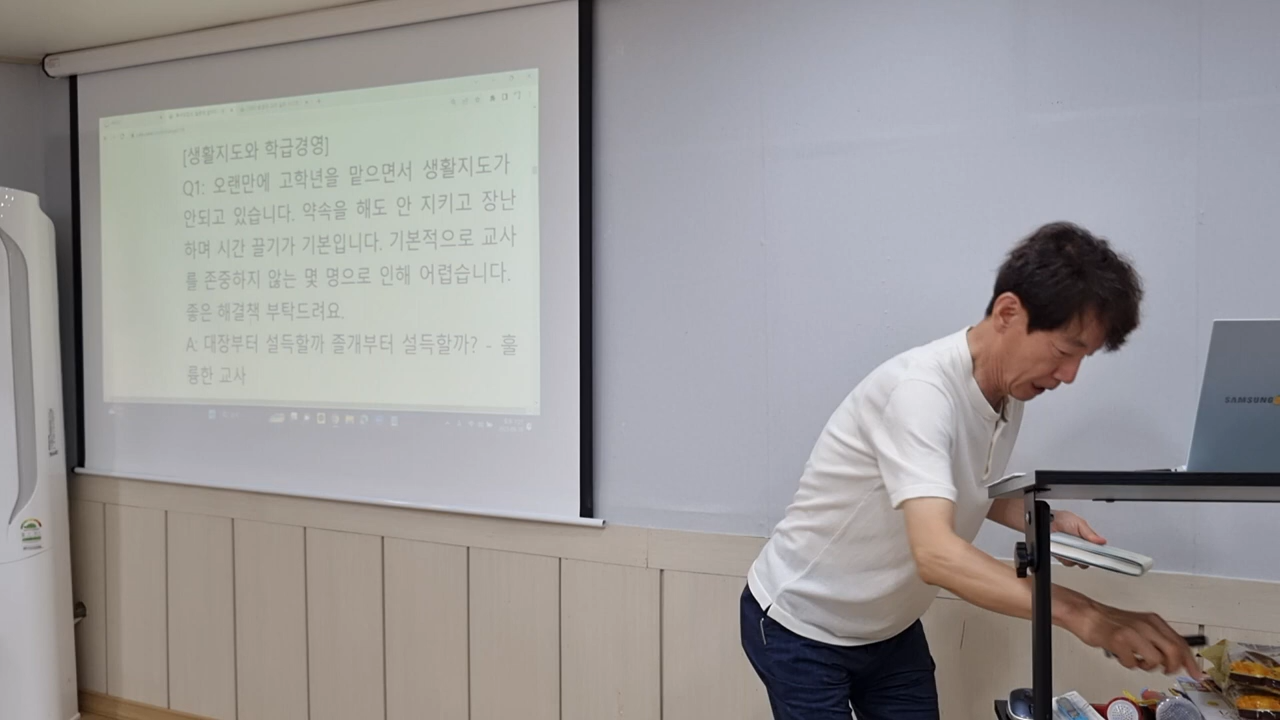 [생활지도와 학급경영]
Q1: 오랜만에 고학년을 맡으면서 생활지도가
안되고 있습니다. 약속을 해도 안 지키고 장난
하며 시간 끌기가 기본입니다. 기본적으로 교사
를 존중하지 않는 몇 명으로 인해 어렵습니다.
좋은 해결책 부탁드려요.
A: 대장부터 설득할까 졸개부터 설득할까? - 훌
륭한 교사
SAMSUNG